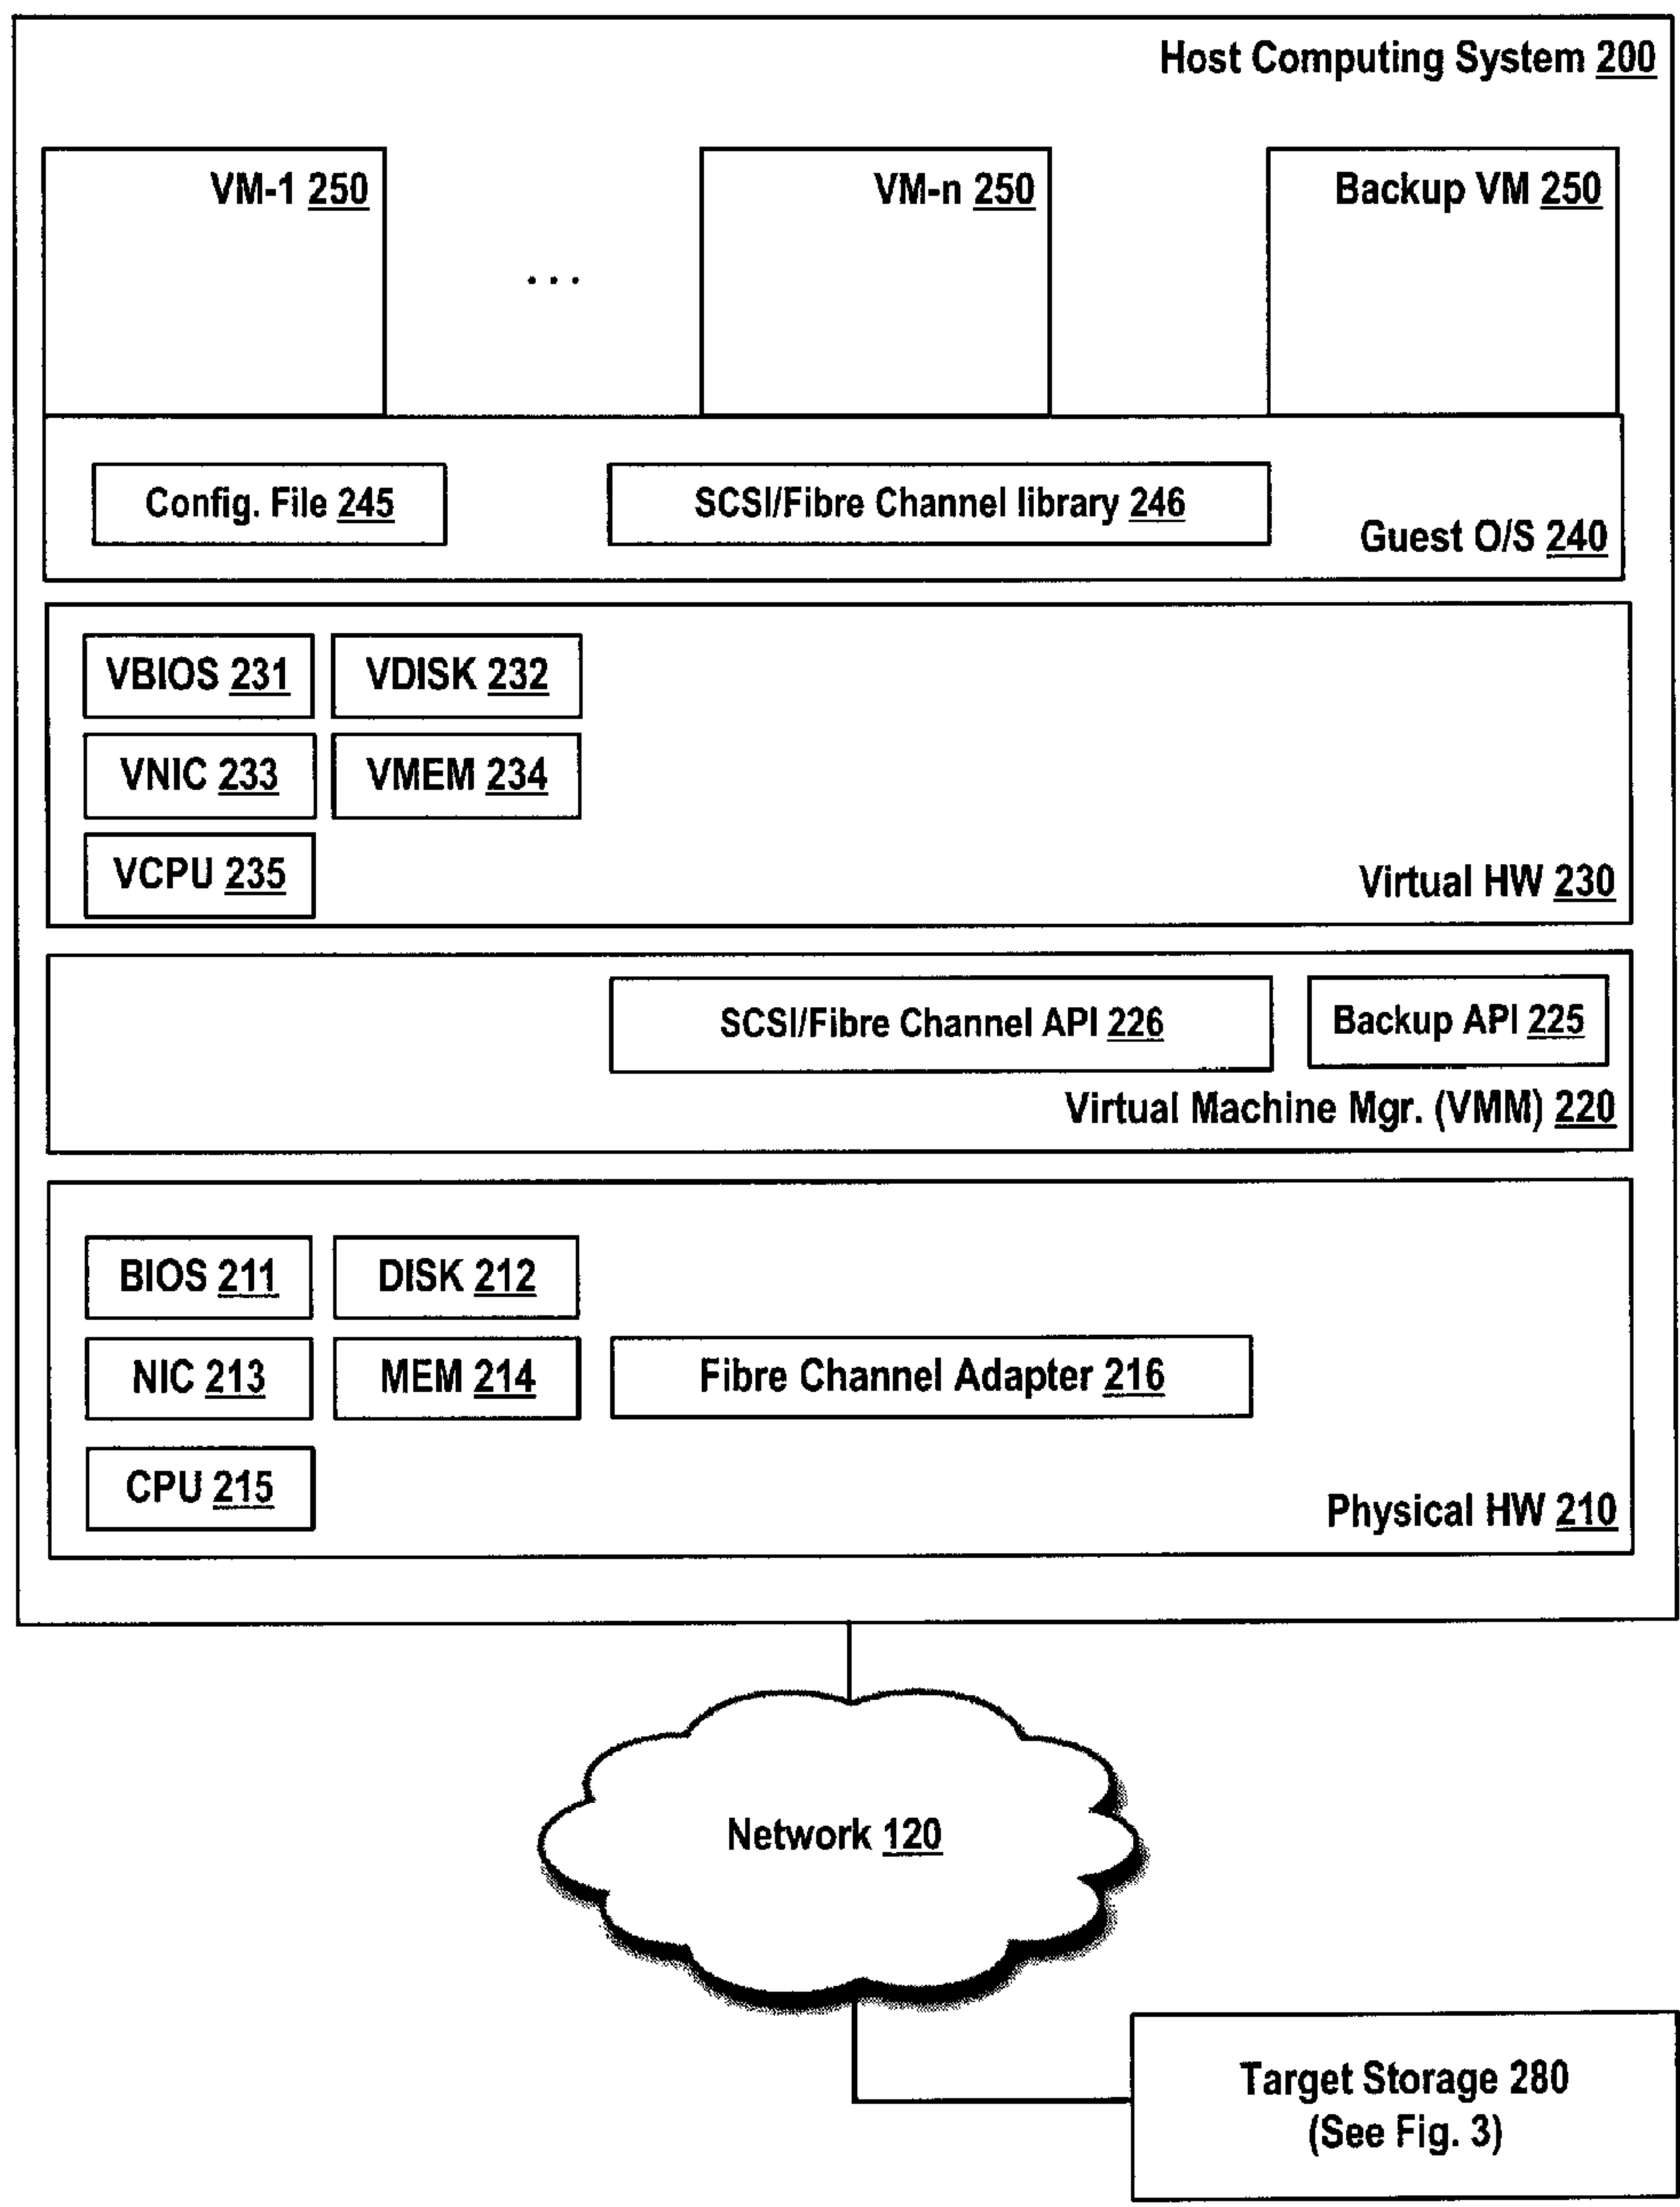 Host Computing System 200
VM-1 250
VM-n 250
Backup VM 250
...
Config. File 245
SCSI/Fibre Channel library 246
Guest O/S 240
VBIOS 231
VDISK 232
VNIC 233
VMEM 234
VCPU 235
Virtual HW 230
SCSI/Fibre Channel API 226
Backup API 225
Virtual Machine Mgr. (VMM) 220
BIOS 211
DISK 212
NIC 213
MEM 214
Fibre Channel Adapter 216
CPU 215
Physical HW 210
Network 120
Target Storage 280
(See Fig. 3)